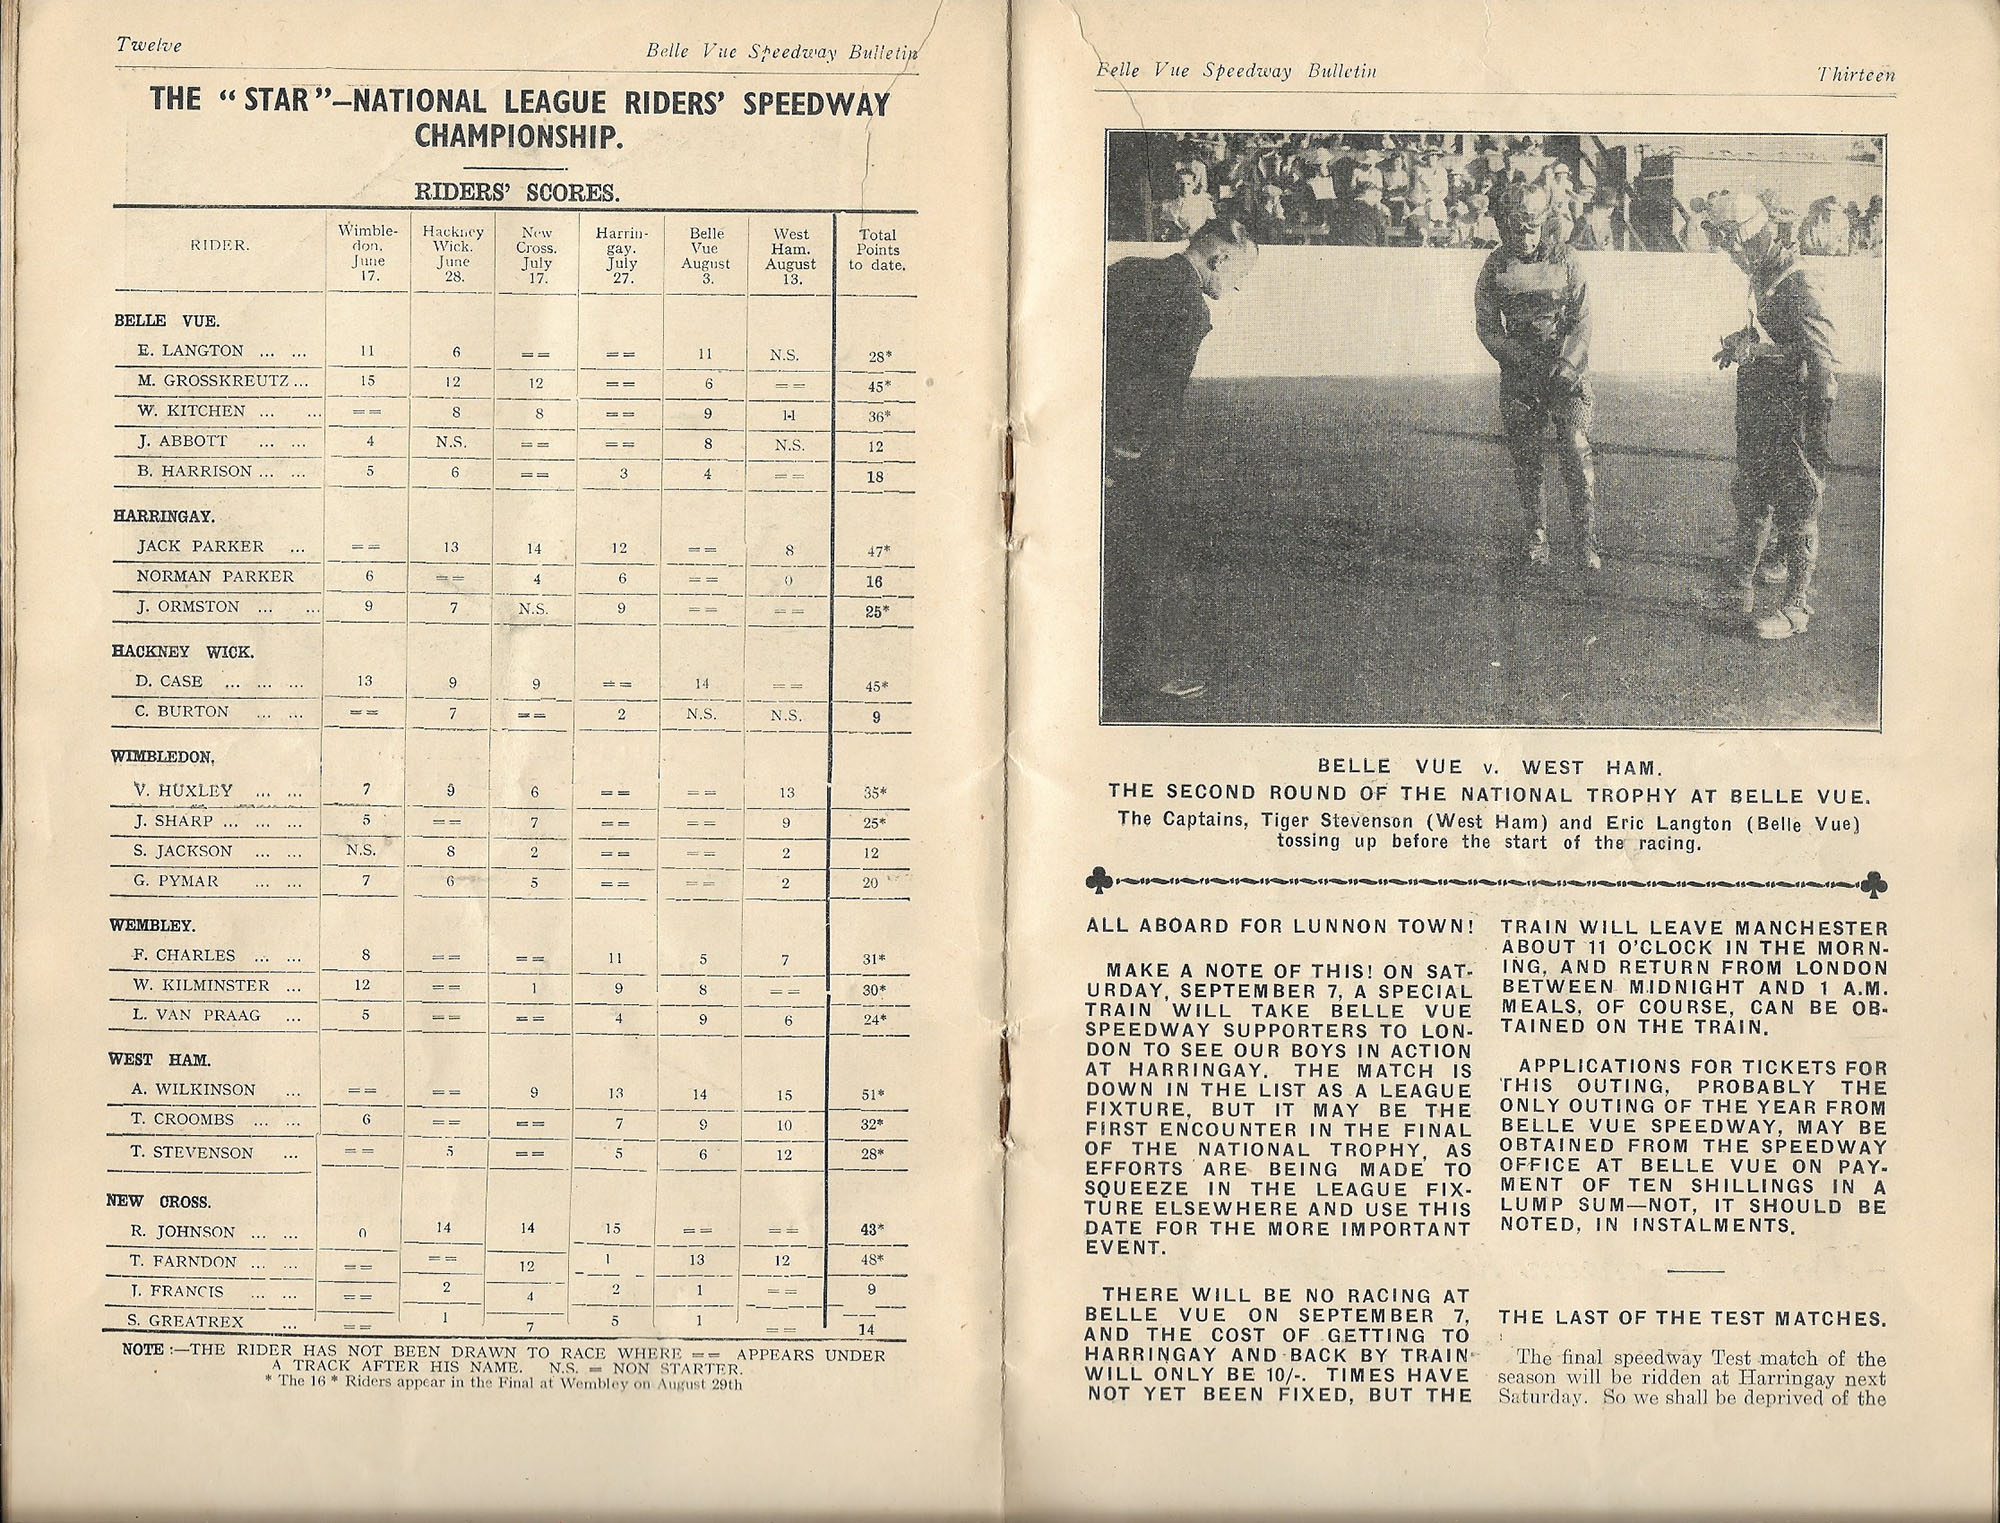 Twelve Belle Vue Speedway Bulletin
THE “STAR”—NATIONAL LEAGUE RIDERS’ SPEEDWAY
CHAMPIONSHIP.
RIDERS’ SCORES.
RIDER. Wimble- don. June 17. Hackney Wick. June 28. New Cross. July 17. Harrin- gay. July 27. Belle Vue August 3. West Ham. August 13. Total Points to date.
BELLE VUE.
E. LANGTON ... ... 11 6 == == 11 N.S. 28*
M. GROSSKREUTZ ... 15 12 12 == 6 == 45*
W. KITCHEN ... ... == 8 8 == 9 11 36*
J. ABBOTT ... ... 4 N.S. == == 8 N.S. 12
B. HARRISON ... ... 5 6 == 3 4 == 18
HARRINGAY.
JACK PARKER ... == 13 14 12 == 8 47*
NORMAN PARKER 6 == 4 6 == 0 16
J. ORMSTON ... ... 9 7 N.S. 9 == == 25*
HACKNEY WICK.
D. CASE ... ... ... 13 9 9 == 14 == 45*
C. BURTON ... ... == 7 == 2 N.S. N.S. 9
WIMBLEDON.
V. HUXLEY ... ... 7 9 6 == == 13 35*
J. SHARP ... ... ... 5 == 7 == == 9 25*
S. JACKSON ... ... N.S. 8 2 == == 2 12
G. PYMAR ... ... 7 6 5 == == 2 20
WEMBLEY.
F. CHARLES ... ... 8 == == 11 5 7 31*
W. KILMINSTER ... 12 == 1 9 8 == 30*
L. VAN PRAAG ... 5 == == 4 9 6 24*
WEST HAM.
A. WILKINSON ... == == 9 13 14 15 51*
T. CROOMBS ... ... 6 == == 7 9 10 32*
T. STEVENSON ... == 5 == 5 6 12 28*
NEW CROSS.
R. JOHNSON ... ... 0 14 14 15 == == 43*
T. FARNDON ... ... == == 12 1 13 12 48*
J. FRANCIS ... ... == 2 4 2 1 == 9
S. GREATREX ... == 1 7 5 1 == 14
NOTE :—THE RIDER HAS NOT BEEN DRAWN TO RACE WHERE == APPEARS UNDER
A TRACK AFTER HIS NAME. N.S. = NON STARTER.
* The 16 * Riders appear in the Final at Wembley on August 29th
Belle Vue Speedway Bulletin Thirteen
BELLE VUE v. WEST HAM.
THE SECOND ROUND OF THE NATIONAL TROPHY AT BELLE VUE.
The Captains, Tiger Stevenson (West Ham) and Eric Langton (Belle Vue)
tossing up before the start of the racing.
ALL ABOARD FOR LUNNON TOWN!
MAKE A NOTE OF THIS! ON SAT-
URDAY, SEPTEMBER 7, A SPECIAL
TRAIN WILL TAKE BELLE VUE
SPEEDWAY SUPPORTERS TO LON-
DON TO SEE OUR BOYS IN ACTION
AT HARRINGAY. THE MATCH IS
DOWN IN THE LIST AS A LEAGUE
FIXTURE, BUT IT MAY BE THE
FIRST ENCOUNTER IN THE FINAL
OF THE NATIONAL TROPHY, AS
EFFORTS ARE BEING MADE TO
SQUEEZE IN THE LEAGUE FIX-
TURE ELSEWHERE AND USE THIS
DATE FOR THE MORE IMPORTANT
EVENT.
THERE WILL BE NO RACING AT
BELLE VUE ON SEPTEMBER 7,
AND THE COST OF GETTING TO
HARRINGAY AND BACK BY TRAIN
WILL ONLY BE 10/-. TIMES HAVE
NOT YET BEEN FIXED, BUT THE
TRAIN WILL LEAVE MANCHESTER
ABOUT 11 O’CLOCK IN THE MORN-
ING, AND RETURN FROM LONDON
BETWEEN MIDNIGHT AND 1 A.M.
MEALS, OF COURSE, CAN BE OB-
TAINED ON THE TRAIN.
APPLICATIONS FOR TICKETS FOR
THIS OUTING, PROBABLY THE
ONLY OUTING OF THE YEAR FROM
BELLE VUE SPEEDWAY, MAY BE
OBTAINED FROM THE SPEEDWAY
OFFICE AT BELLE VUE ON PAY-
MENT OF TEN SHILLINGS IN A
LUMP SUM—NOT, IT SHOULD BE
NOTED, IN INSTALMENTS.
THE LAST OF THE TEST MATCHES.
The final speedway Test match of the
season will be ridden at Harringay next
Saturday. So we shall be deprived of the